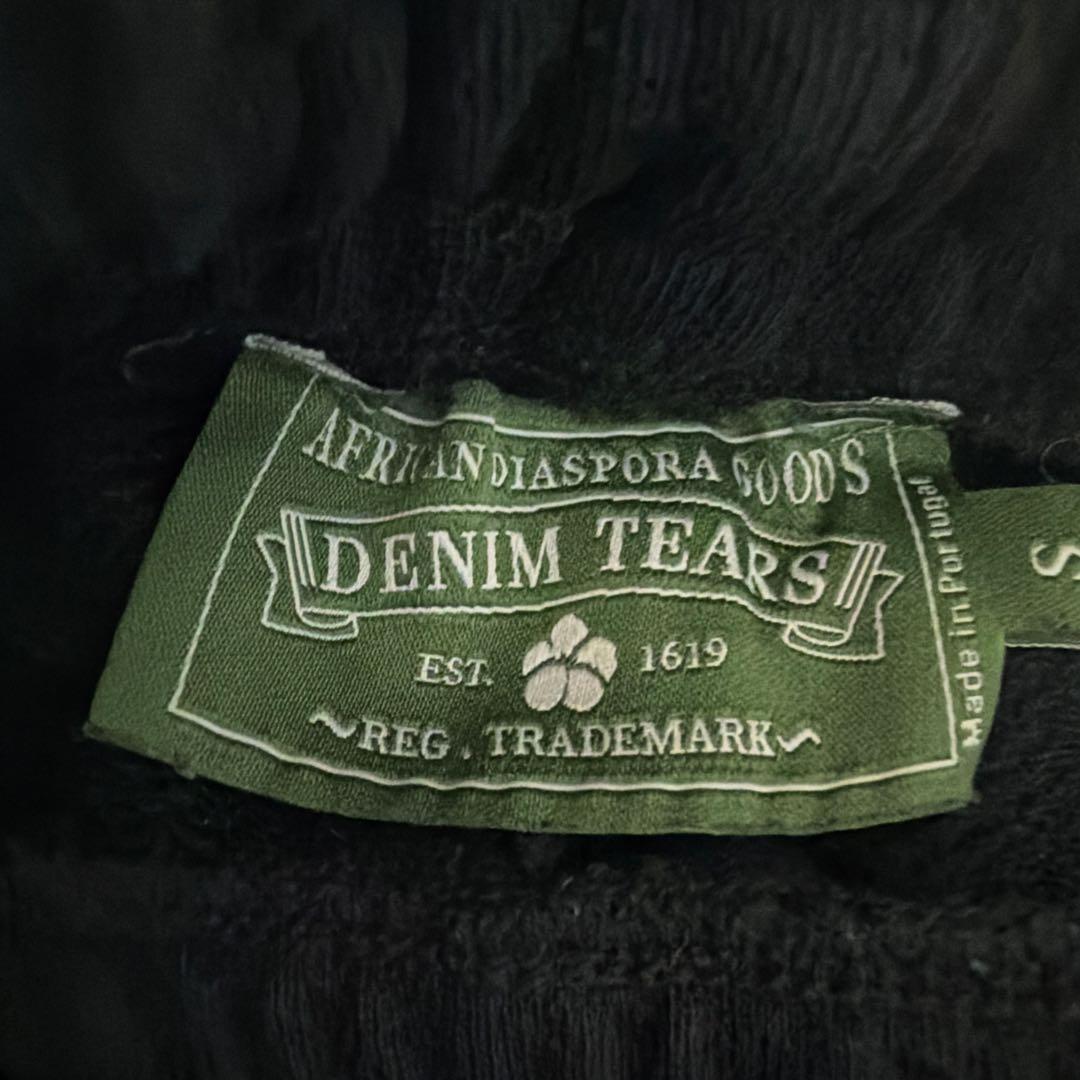 AFRICAN DIASPORA GOODS
DENIM TEARS
EST. 1619
~REG. TRADEMARK~
Made in Portugal
S